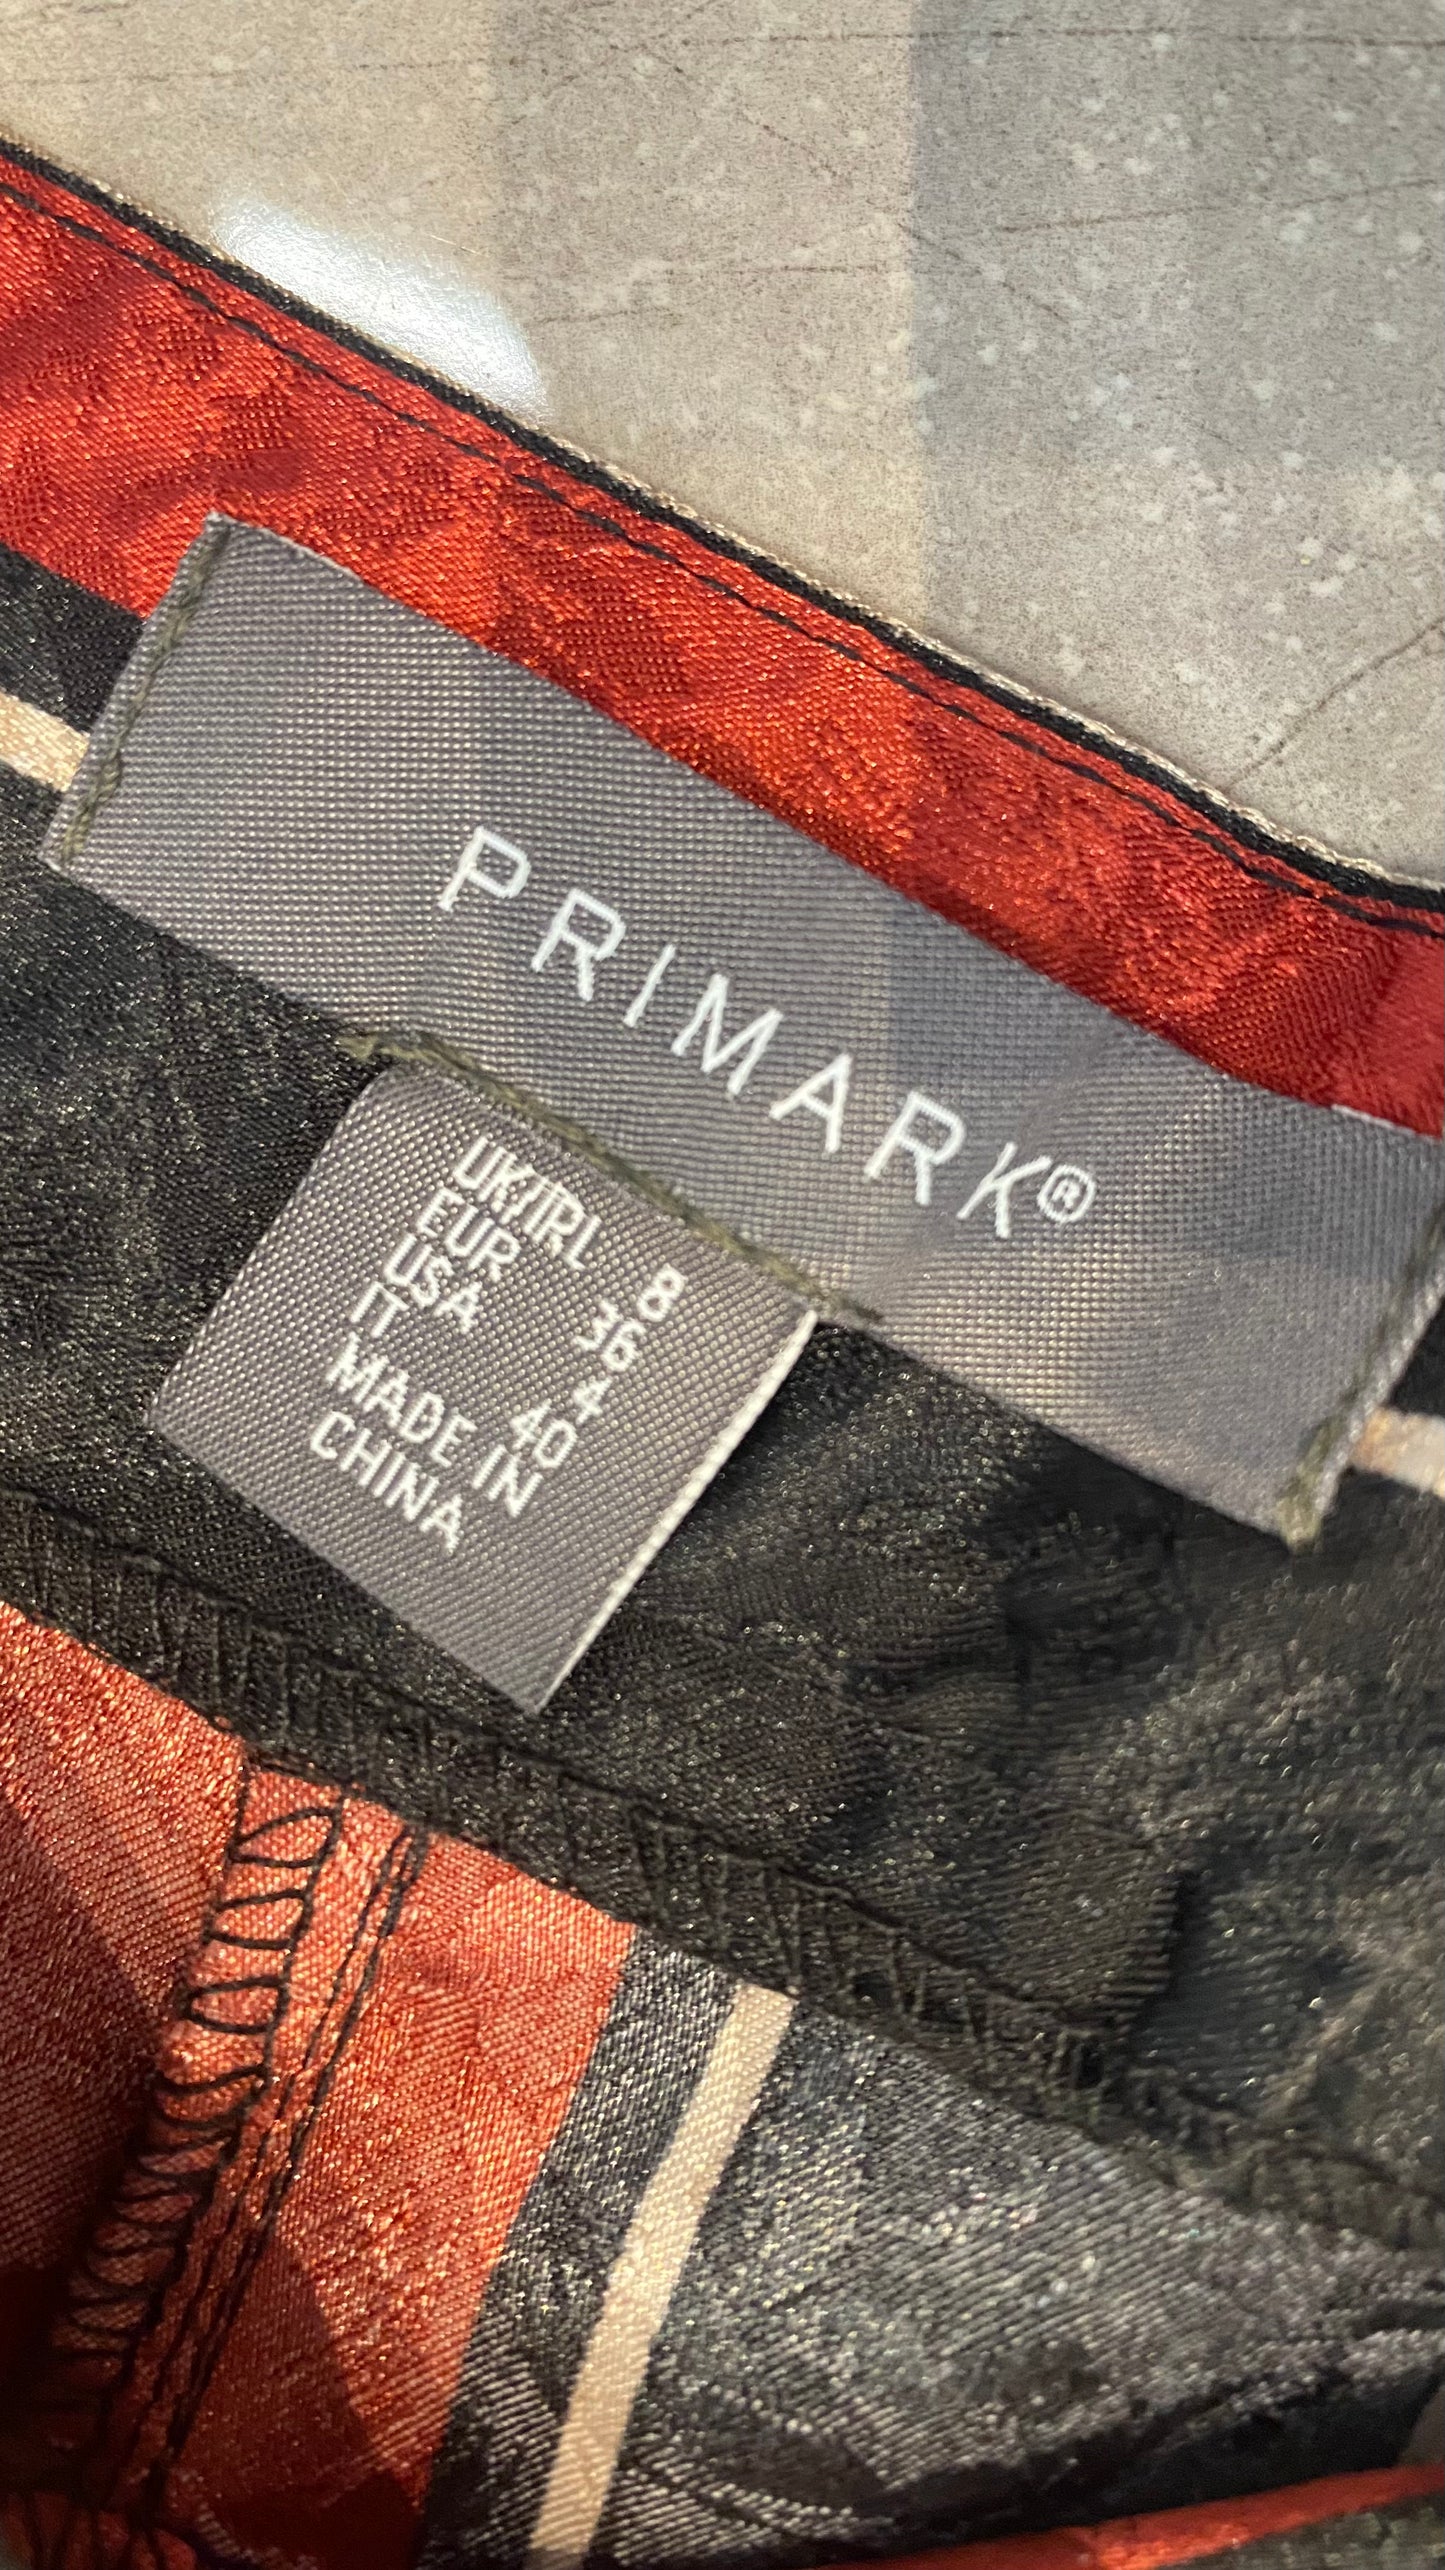 PRIMARK®
UK/IRL 8
EUR 36
USA 4
IT 40
MADE IN
CHINA